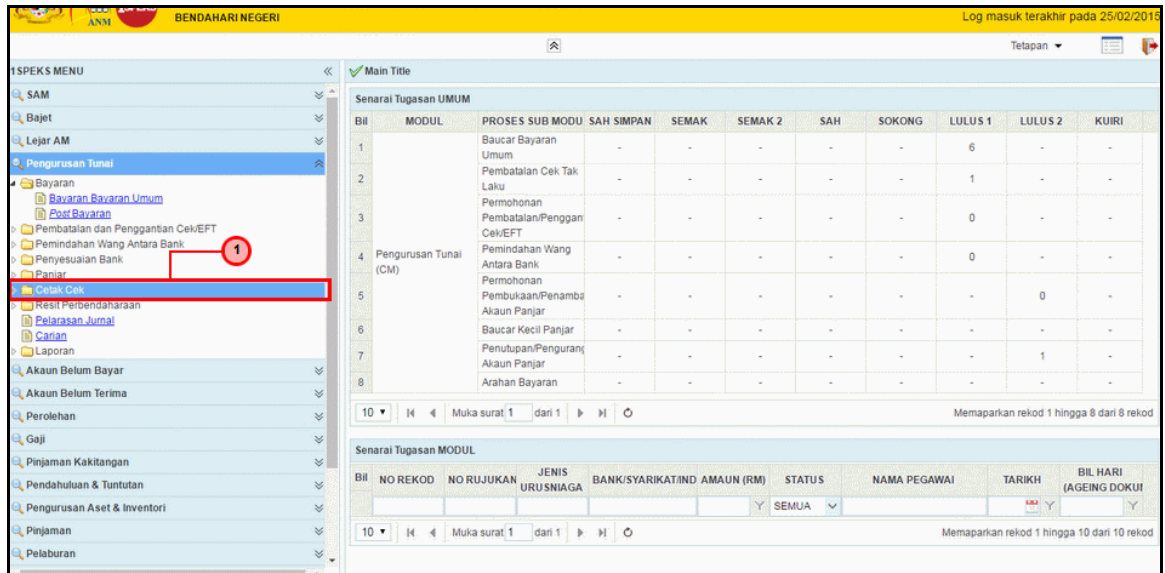 ANM
BENDAHARI NEGERI
Log masuk terakhir pada 25/02/2015
Tetapan
1SPEKS MENU
SAM
Bajet
Lejar AM
Pengurusan Tunai
Bayaran
Bayaran Bayaran Umum
Post Bayaran
Pembatalan dan Penggantian Cek/EFT
Pemindahan Wang Antara Bank
Penyesuaian Bank
Panjar
Cetak Cek
Resit Perbendaharaan
Pelarasan Jurnal
Carian
Laporan
1
Akaun Belum Bayar
Akaun Belum Terima
Perolehan
Gaji
Pinjaman Kakitangan
Pendahuluan & Tuntutan
Pengurusan Aset & Inventori
Pinjaman
Pelaburan
Main Title
Senarai Tugasan UMUM
Bil MODUL PROSES SUB MODU SAH SIMPAN SEMAK SEMAK 2 SAH SOKONG LULUS 1 LULUS 2 KUIRI
Pengurusan Tunai
(CM)
1 Baucar Bayaran
Umum - - - - - 6 - -
2 Pembatalan Cek Tak
Laku - - - - - 1 - -
3 Permohonan
Pembatalan/Penggan
Cek/EFT - - - - - 0 - -
4 Pemindahan Wang
Antara Bank - - - - - 0 - -
5 Permohonan
Pembukaan/Penamba
Akaun Panjar - - - - - - 0 -
6 Baucar Kecil Panjar - - - - - - - -
7 Penutupan/Pengurang
Akaun Panjar - - - - - - 1 -
8 Arahan Bayaran - - - - - - - -
10 Muka surat 1 dari 1 Memaparkan rekod 1 hingga 8 dari 8 rekod
Senarai Tugasan MODUL
Bil NO REKOD NO RUJUKAN JENIS
URUSNIAGA BANK/SYARIKAT/IND AMAUN (RM) STATUS NAMA PEGAWAI TARIKH BIL HARI
(AGEING DOKU
SEMUA
10 Muka surat 1 dari 1 Memaparkan rekod 1 hingga 10 dari 10 rekod